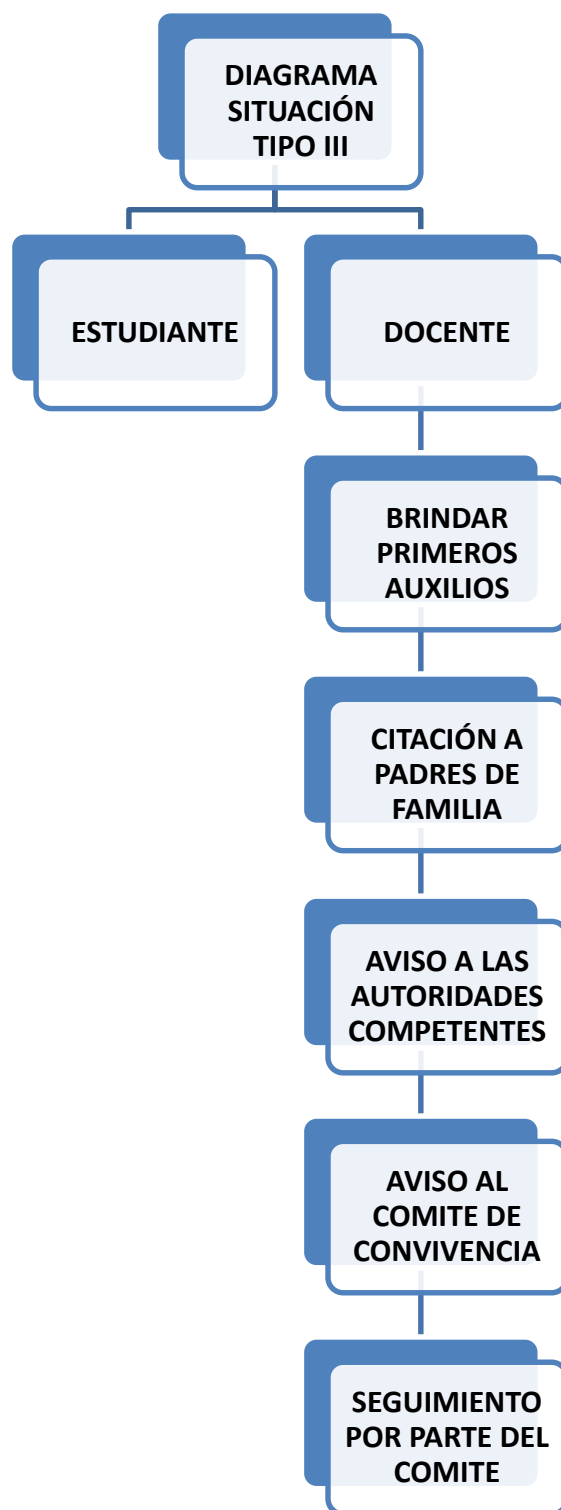 DIAGRAMA
SITUACIÓN
TIPO III
ESTUDIANTE
DOCENTE
BRINDAR
PRIMEROS
AUXILIOS
CITACIÓN A
PADRES DE
FAMILIA
AVISO A LAS
AUTORIDADES
COMPETENTES
AVISO AL
COMITE DE
CONVIVENCIA
SEGUIMIENTO
POR PARTE DEL
COMITE